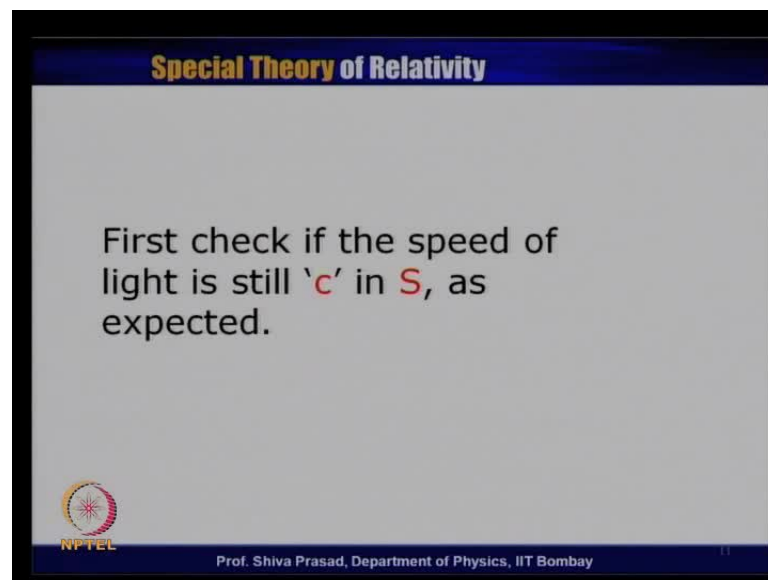 Special Theory of Relativity
First check if the speed of
light is still ‘c’ in S, as
expected.
NPTEL
Prof. Shiva Prasad, Department of Physics, IIT Bombay
11